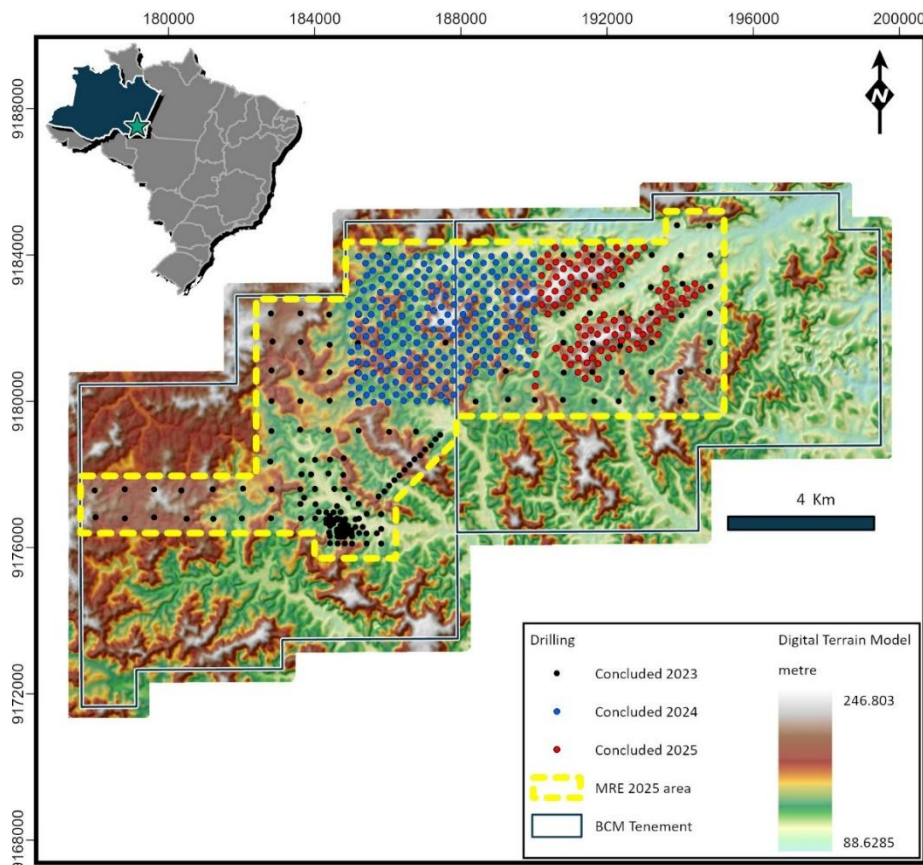 180000 184000 188000 192000 196000 200000
9188000
9184000
9180000
9176000
9172000
9168000
N
4 Km
Drilling
Concluded 2023
Concluded 2024
Concluded 2025
MRE 2025 area
BCM Tenement
Digital Terrain Model
metre
246.803
88.6285